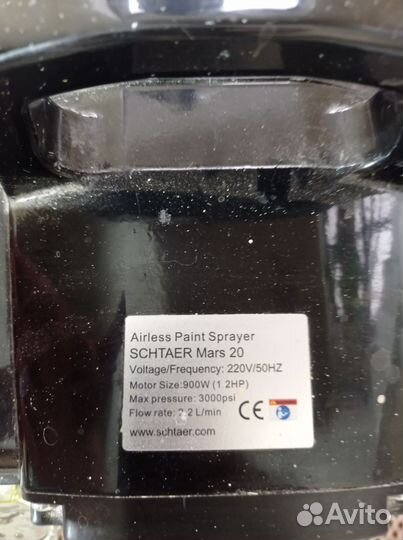 Airless Paint Sprayer
SCHTAER Mars 20
Voltage/Frequency: 220V/50HZ
Motor Size:900W (1 2HP)
Max pressure: 3000psi
Flow rate: 2.2 L/min
CE
www.schtaer.com
Avito